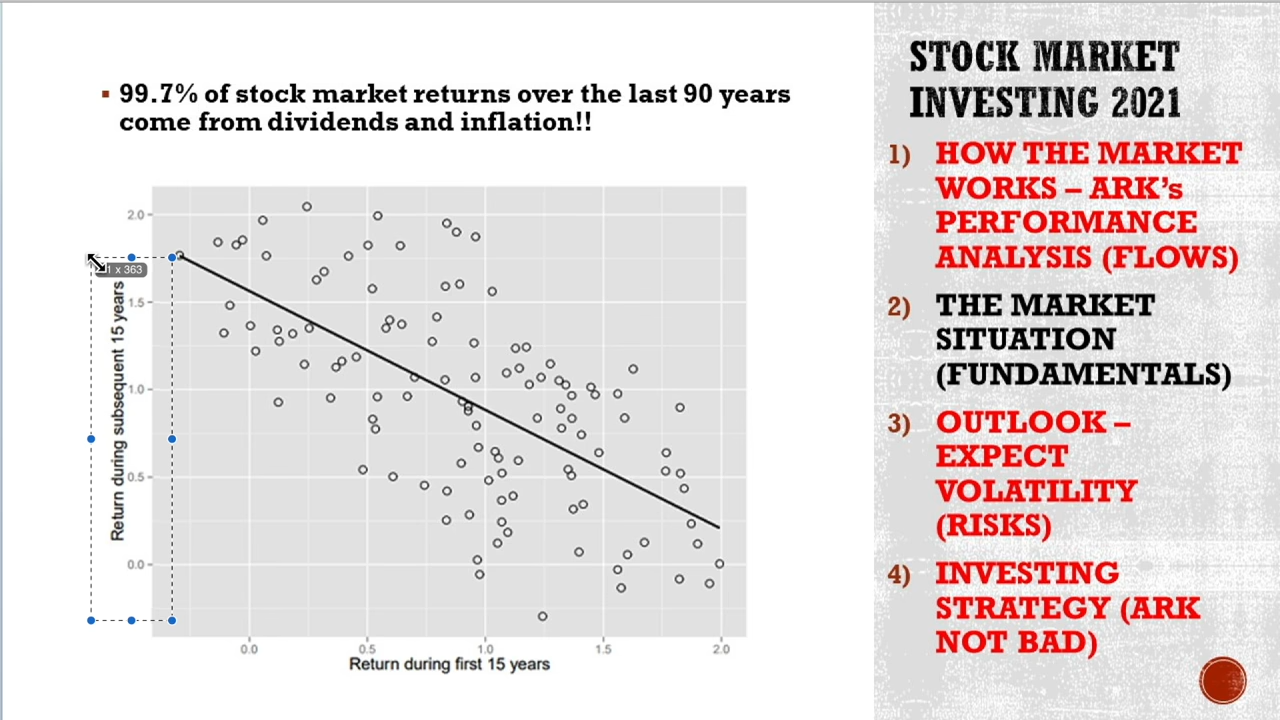 99.7% of stock market returns over the last 90 years
come from dividends and inflation!!
2.0
1.5
1.0
0.5
0.0
Return during subsequent 15 years
x 363
0.0
0.5
1.0
1.5
2.0
Return during first 15 years
STOCK MARKET
INVESTING 2021
1) HOW THE MARKET
WORKS – ARK's
PERFORMANCE
ANALYSIS (FLOWS)
2) THE MARKET
SITUATION
(FUNDAMENTALS)
3) OUTLOOK –
EXPECT
VOLATILITY
(RISKS)
4) INVESTING
STRATEGY (ARK
NOT BAD)